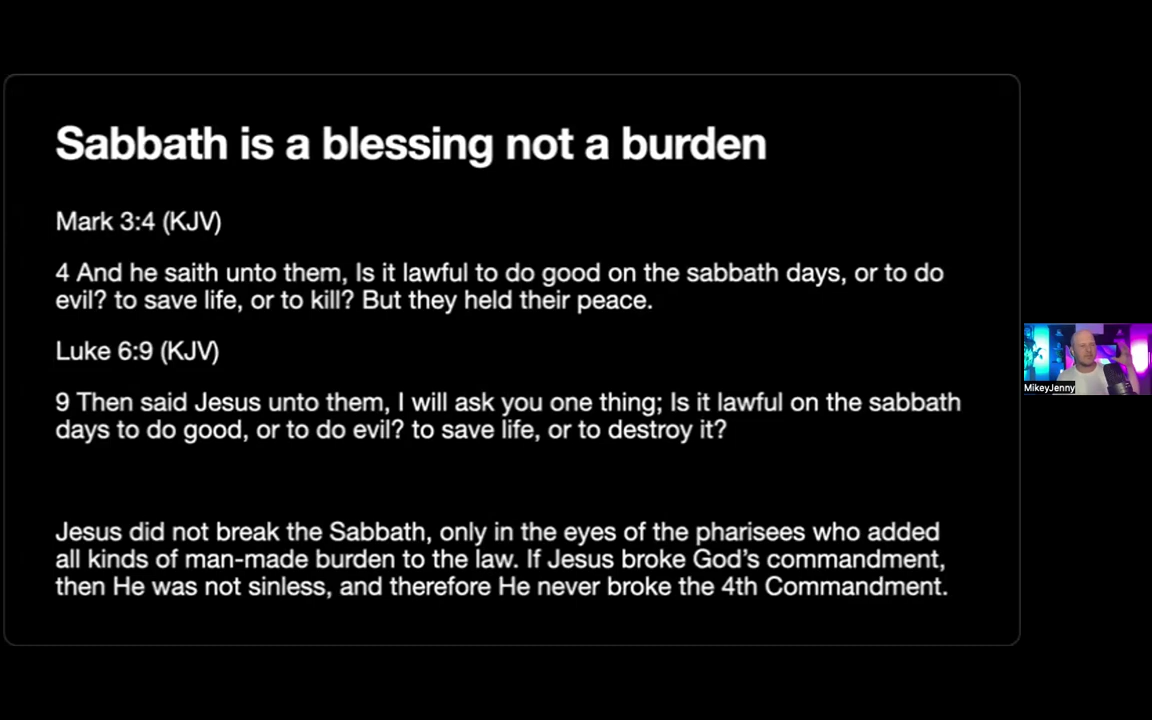 Sabbath is a blessing not a burden
Mark 3:4 (KJV)
4 And he saith unto them, Is it lawful to do good on the sabbath days, or to do
evil? to save life, or to kill? But they held their peace.
Luke 6:9 (KJV)
9 Then said Jesus unto them, I will ask you one thing; Is it lawful on the sabbath
days to do good, or to do evil? to save life, or to destroy it?
Jesus did not break the Sabbath, only in the eyes of the pharisees who added
all kinds of man-made burden to the law. If Jesus broke God’s commandment,
then He was not sinless, and therefore He never broke the 4th Commandment.
MikeyJenny